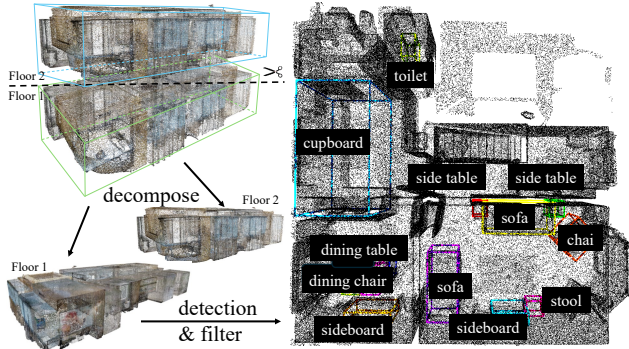 Floor 2
Floor 1
decompose
Floor 2
Floor 1
detection
& filter
toilet
cupboard
side table
side table
sofa
chai
dining table
dining chair
sofa
stool
sideboard
sideboard